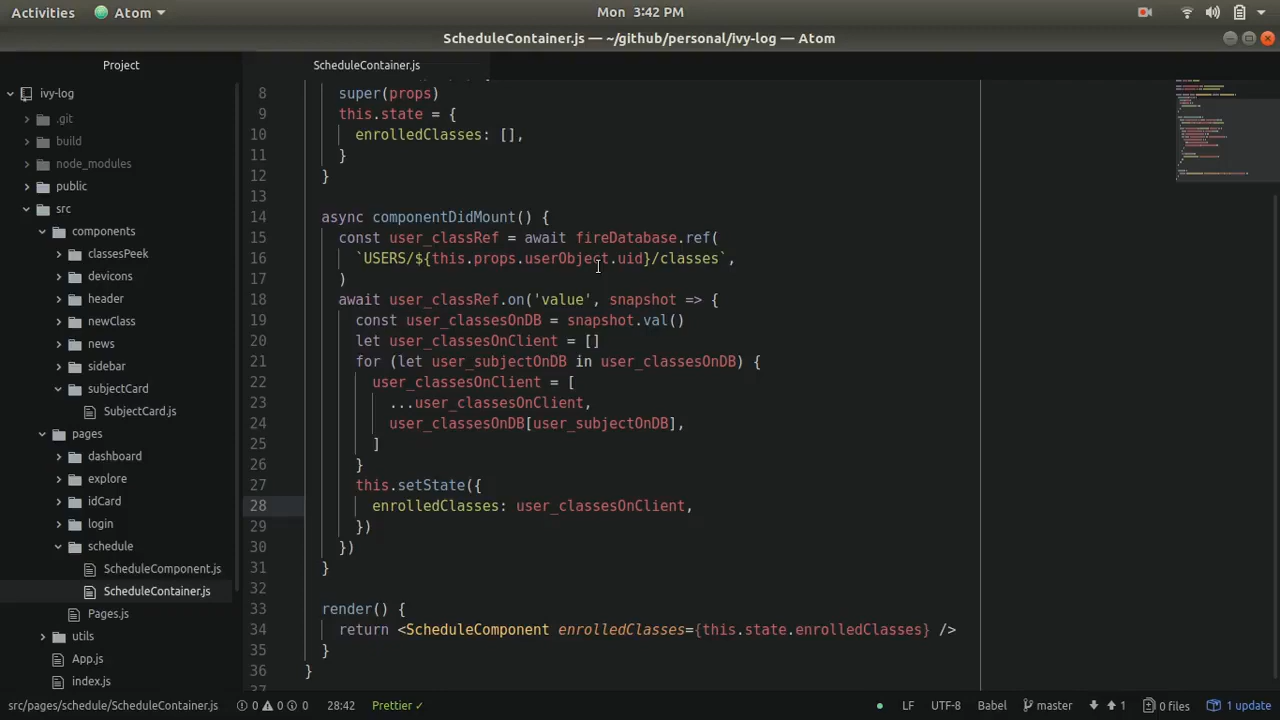 Activities Atom Mon 3:42 PM
ScheduleContainer.js — ~/github/personal/ivy-log — Atom
Project
ivy-log
.git
build
node_modules
public
src
components
classesPeek
devicons
header
newClass
news
sidebar
subjectCard
SubjectCard.js
pages
dashboard
explore
idCard
login
schedule
ScheduleComponent.js
ScheduleContainer.js
Pages.js
utils
App.js
index.js
ScheduleContainer.js
8 super(props)
9 this.state = {
10 enrolledClasses: [],
11 }
12 }
13
14 async componentDidMount() {
15 const user_classRef = await fireDatabase.ref(
16 `USERS/${this.props.userObject.uid}/classes`,
17 )
18 await user_classRef.on('value', snapshot => {
19 const user_classesOnDB = snapshot.val()
20 let user_classesOnClient = []
21 for (let user_subjectOnDB in user_classesOnDB) {
22 user_classesOnClient = [
23 ...user_classesOnClient,
24 user_classesOnDB[user_subjectOnDB],
25 ]
26 }
27 this.setState({
28 enrolledClasses: user_classesOnClient,
29 })
30 })
31 }
32
33 render() {
34 return <ScheduleComponent enrolledClasses={this.state.enrolledClasses} />
35 }
36 }
37
src/pages/schedule/ScheduleContainer.js 0 0 0 28:42 Prettier ✓ LF UTF-8 Babel master 1 0 files 1 update